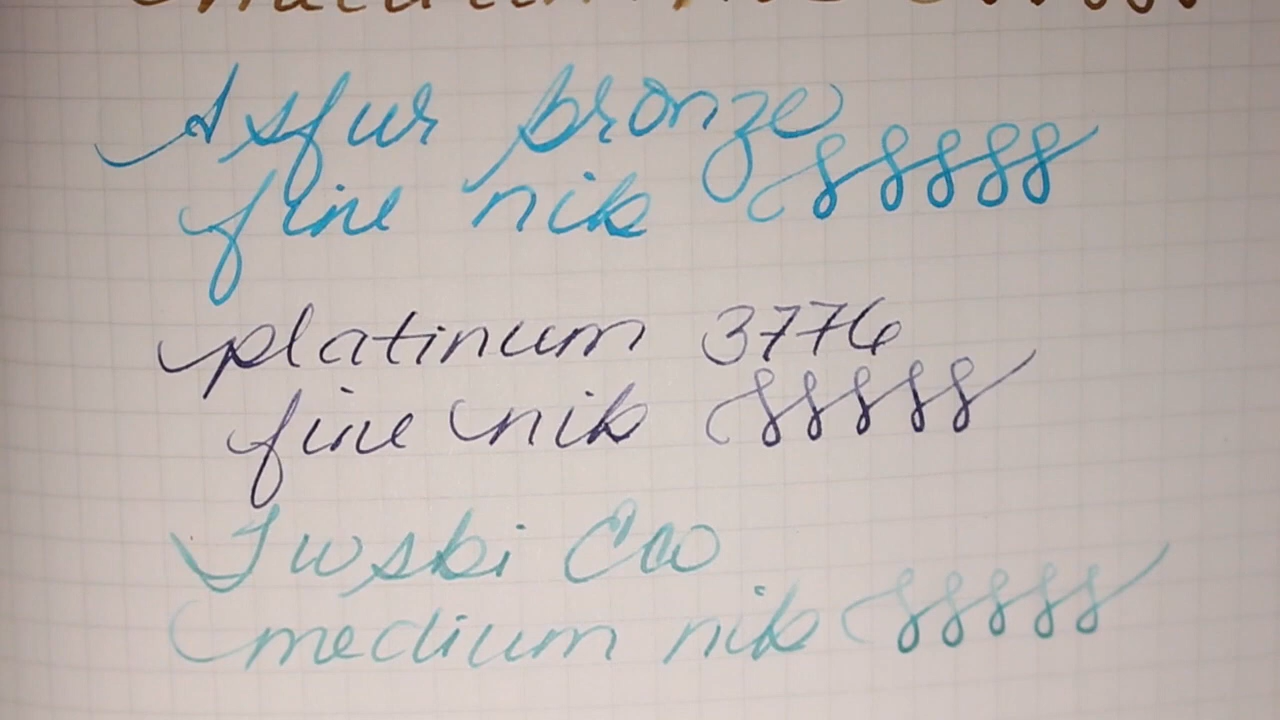 Asfur bronze
fine nib
platinum 3776
fine nib
Twsbi Eco
medium nib